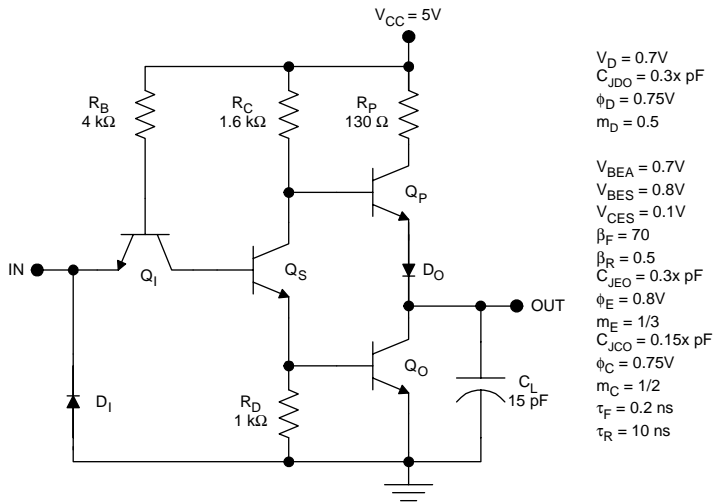 V_CC = 5V
R_B
4 kΩ
R_C
1.6 kΩ
R_P
130 Ω
Q_P
IN
Q_I
Q_S
D_O
OUT
Q_O
D_I
R_D
1 kΩ
C_L
15 pF
V_D = 0.7V
C_JDO = 0.3x pF
ϕ_D = 0.75V
m_D = 0.5
V_BEA = 0.7V
V_BES = 0.8V
V_CES = 0.1V
β_F = 70
β_R = 0.5
C_JEO = 0.3x pF
ϕ_E = 0.8V
m_E = 1/3
C_JCO = 0.15x pF
ϕ_C = 0.75V
m_C = 1/2
τ_F = 0.2 ns
τ_R = 10 ns